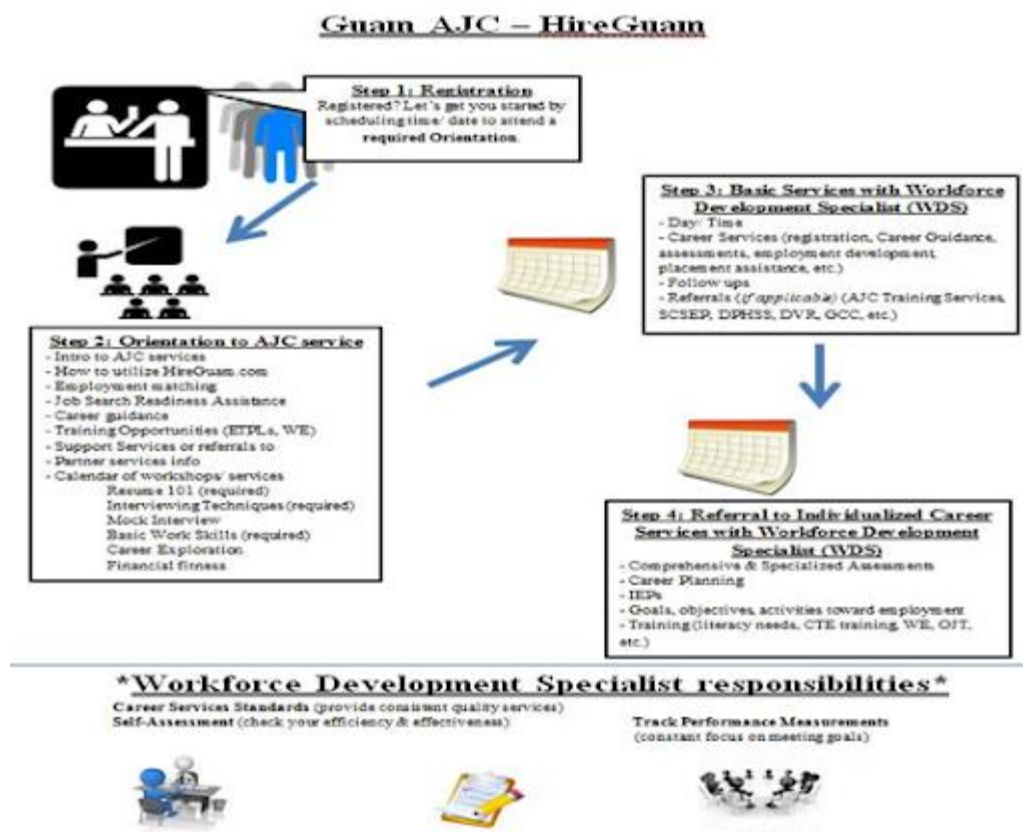 Guam AJC – HireGuam
Step 1: Registration
Registered? Let's get you started by
scheduling time/ date to attend a
required Orientation.
Step 2: Orientation to AJC service
- Intro to AJC services
- How to utilize HireGuam.com
- Employment matching
- Job Search Readiness Assistance
- Career guidance
- Training Opportunities (ETPLs, WE)
- Support Services or referrals to
- Partner services info
- Calendar of workshops/ services
Resume 101 (required)
Interviewing Techniques (required)
Mock Interview
Basic Work Skills (required)
Career Exploration
Financial fitness
Step 3: Basic Services with Workforce
Development Specialist (WDS)
- Day/ Time
- Career Services (registration, Career Guidance,
assessments, employment development,
placement assistance, etc.)
- Follow ups
- Referrals (if applicable) (AJC Training Services,
SCSEP, DPHSS, DVR, GCC, etc.)
Step 4: Referral to Individualized Career
Services with Workforce Development
Specialist (WDS)
- Comprehensive & Specialized Assessments
- Career Planning
- IEPs
- Goals, objectives, activities toward employment
- Training (literacy needs, CTE training, WE, OJT,
etc.)
*Workforce Development Specialist responsibilities*
Career Services Standards (provide consistent quality services)
Self-Assessment (check your efficiency & effectiveness)
Track Performance Measurements
(constant focus on meeting goals)